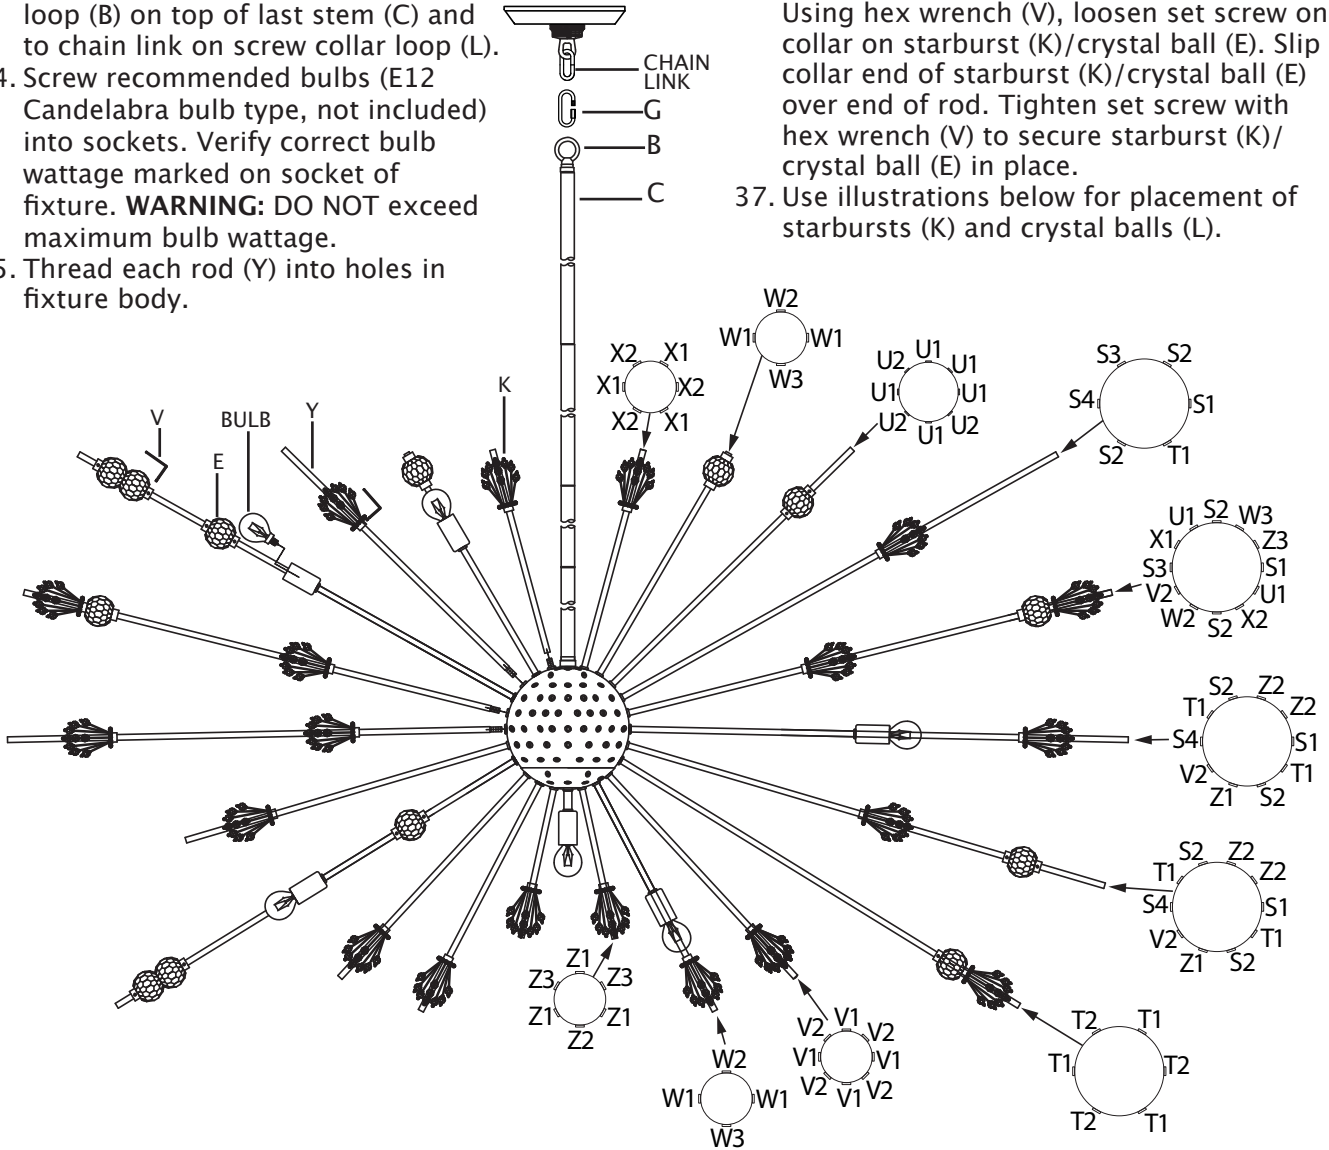 loop (B) on top of last stem (C) and
to chain link on screw collar loop (L).
4. Screw recommended bulbs (E12
Candelabra bulb type, not included)
into sockets. Verify correct bulb
wattage marked on socket of
fixture. WARNING: DO NOT exceed
maximum bulb wattage.
5. Thread each rod (Y) into holes in
fixture body.
Using hex wrench (V), loosen set screw on
collar on starburst (K)/crystal ball (E). Slip
collar end of starburst (K)/crystal ball (E)
over end of rod. Tighten set screw with
hex wrench (V) to secure starburst (K)/
crystal ball (E) in place.
37. Use illustrations below for placement of
starbursts (K) and crystal balls (L).
CHAIN
LINK
G
B
C
V
E
BULB
Y
K
X2 X1
X1 X2
X2 X1
W2
W1 W1
W3
U1
U2 U1
U1 U1
U2 U2
U1
S3 S2
S4 S1
S2 T1
S2
U1 W3
X1 Z3
S3 S1
V2 U1
W2 X2
S2
S2 Z2
T1 Z2
S4 S1
V2 T1
Z1 S2
S2 Z2
T1 Z2
S4 S1
V2 T1
Z1 S2
Z1
Z3 Z3
Z1 Z1
Z2
W2
W1 W1
W3
V1
V2 V2
V1 V1
V2 V2
V1
T2 T1
T1 T2
T2 T1